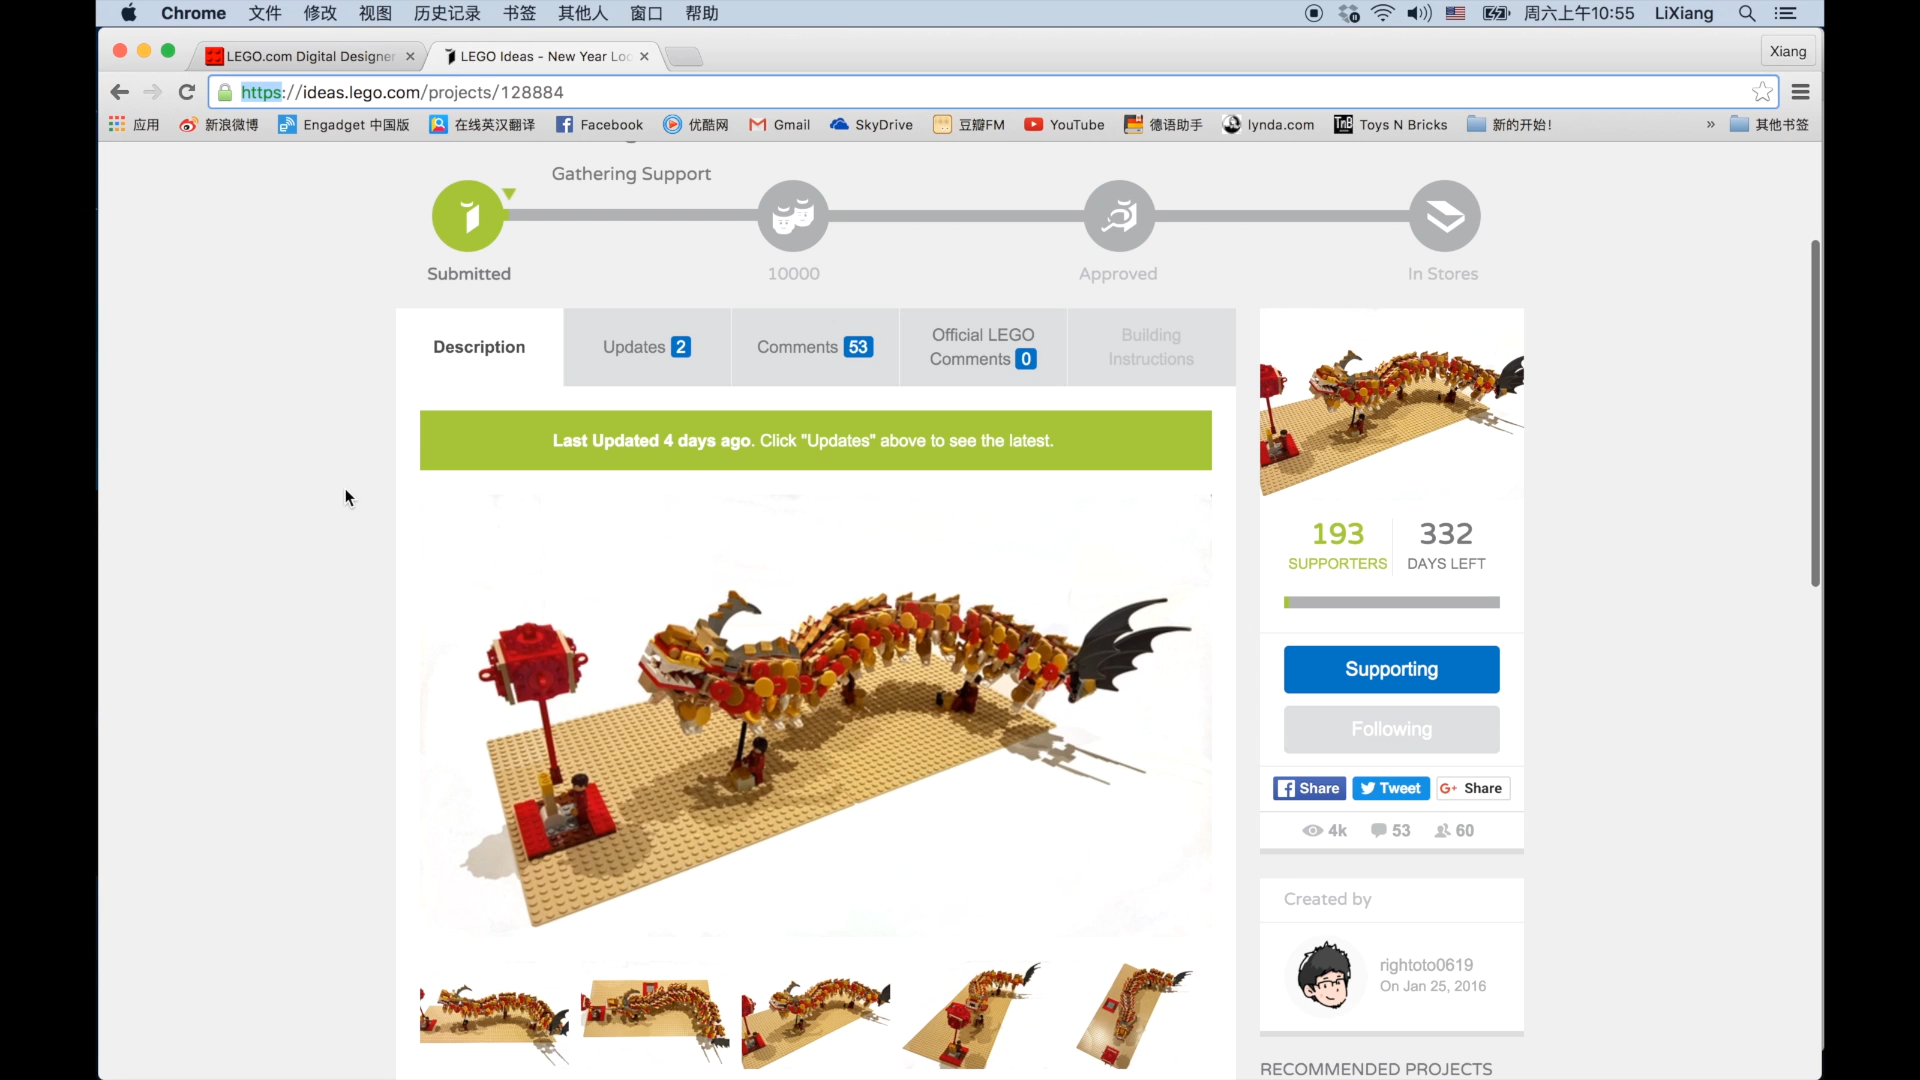 Chrome 文件 修改 视图 历史记录 书签 其他人 窗口 帮助 周六上午10:55 LiXiang
LEGO.com Digital Designer LEGO Ideas - New Year Loo Xiang
https://ideas.lego.com/projects/128884
应用 新浪微博 Engadget 中国版 在线英汉翻译 Facebook 优酷网 Gmail SkyDrive 豆瓣FM YouTube 德语助手 lynda.com TnB Toys N Bricks 新的开始! » 其他书签
Gathering Support
Submitted 10000 Approved In Stores
Description Updates 2 Comments 53 Official LEGO Comments 0 Building Instructions
Last Updated 4 days ago. Click "Updates" above to see the latest.
193 332
SUPPORTERS DAYS LEFT
Supporting
Following
Share Tweet G+ Share
4k 53 60
Created by
rightoto0619
On Jan 25, 2016
RECOMMENDED PROJECTS